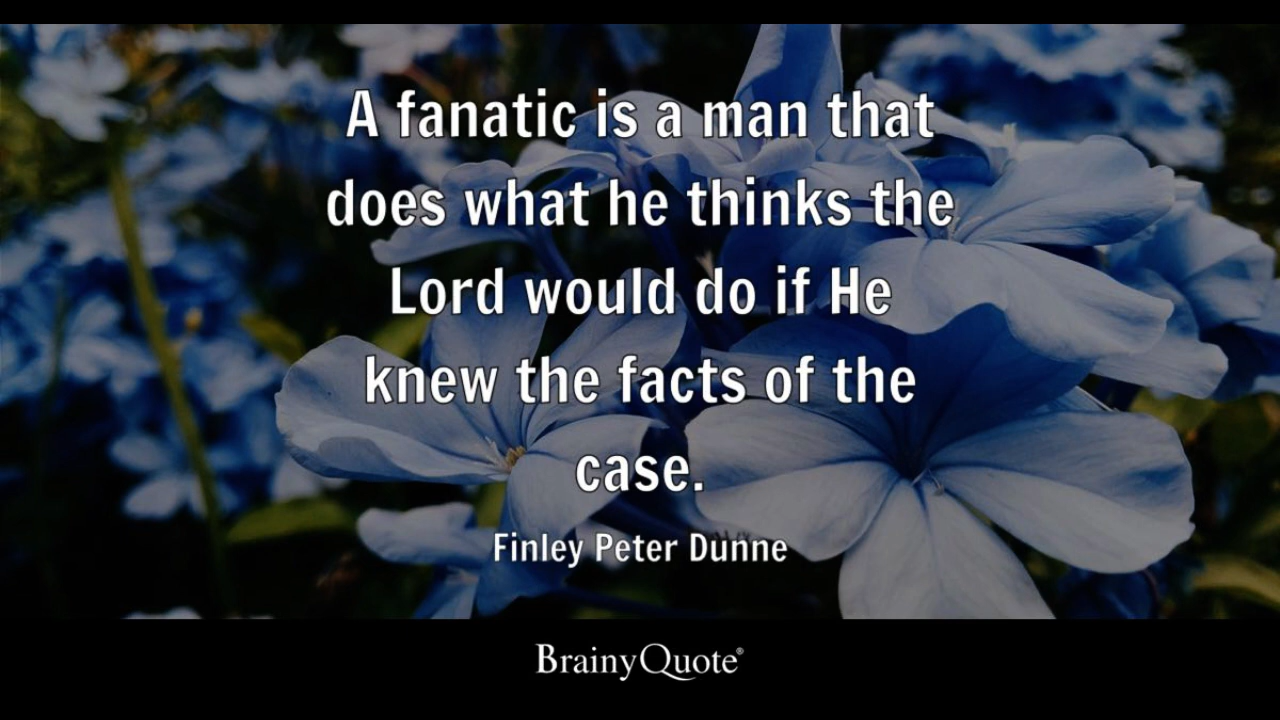 A fanatic is a man that
does what he thinks the
Lord would do if He
knew the facts of the
case.
Finley Peter Dunne
BrainyQuote®